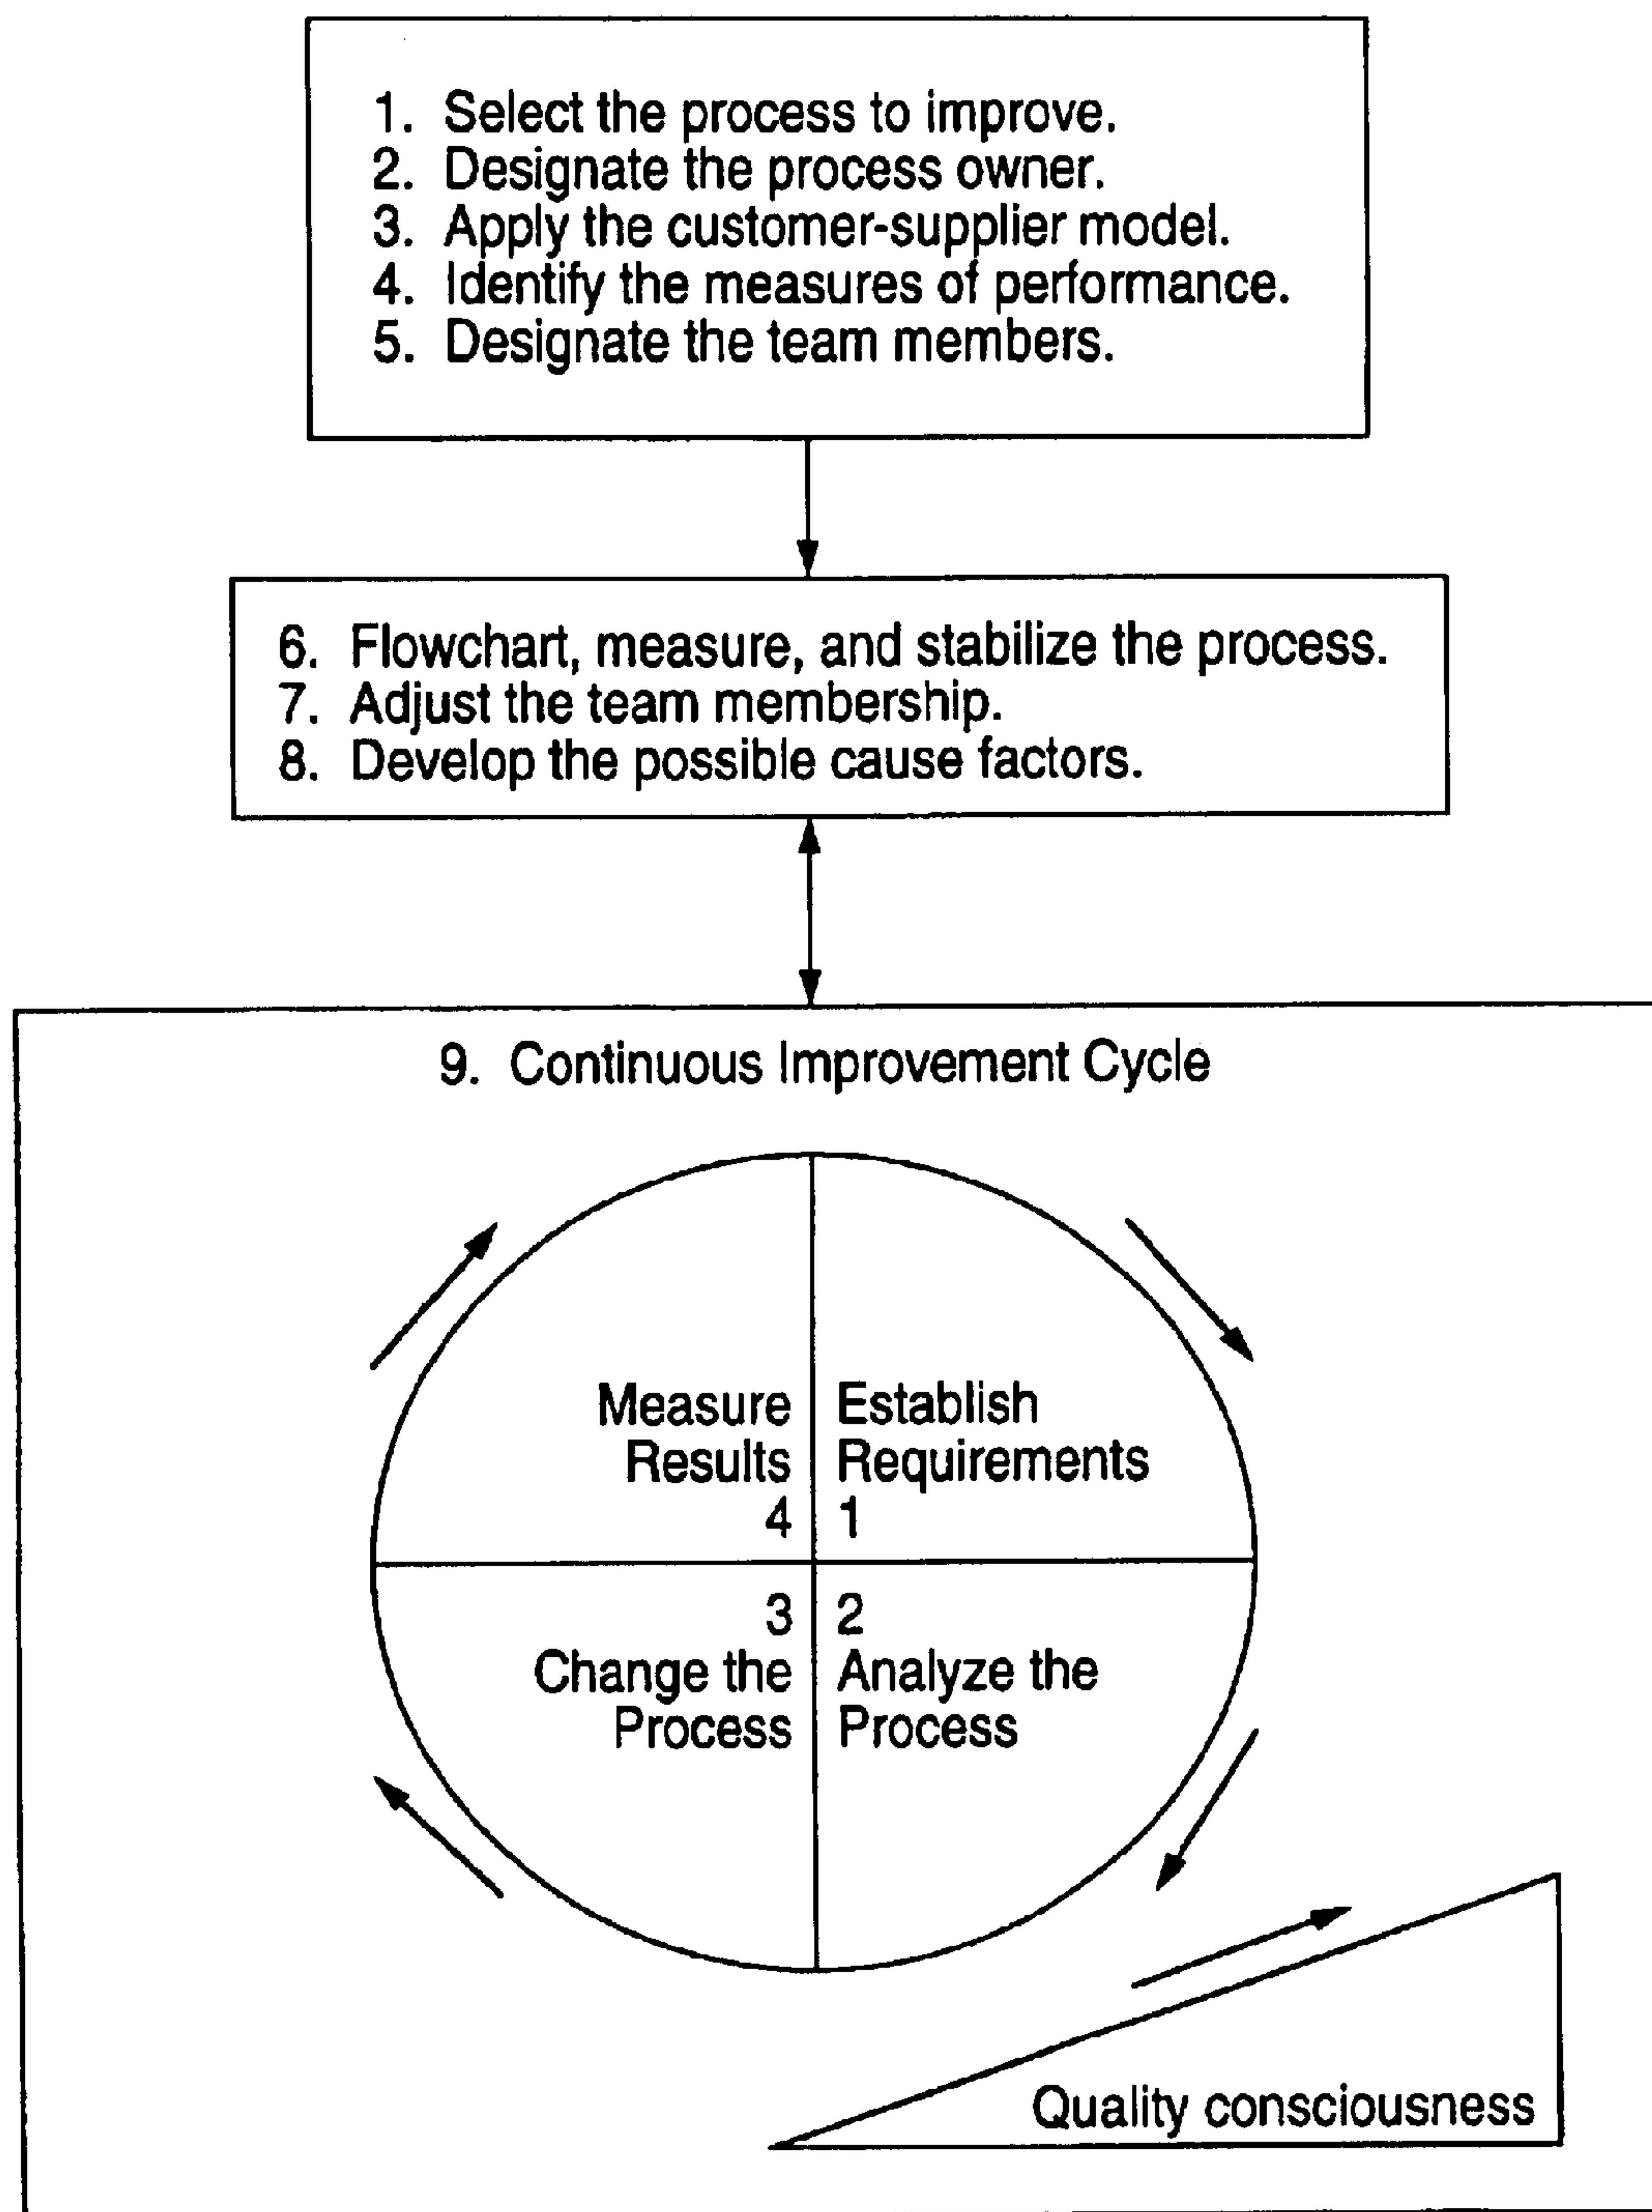 1. Select the process to improve.
2. Designate the process owner.
3. Apply the customer-supplier model.
4. Identify the measures of performance.
5. Designate the team members.
6. Flowchart, measure, and stabilize the process.
7. Adjust the team membership.
8. Develop the possible cause factors.
9. Continuous Improvement Cycle
Measure
Results
4
Establish
Requirements
1
2
Analyze the
Process
3
Change the
Process
Quality consciousness